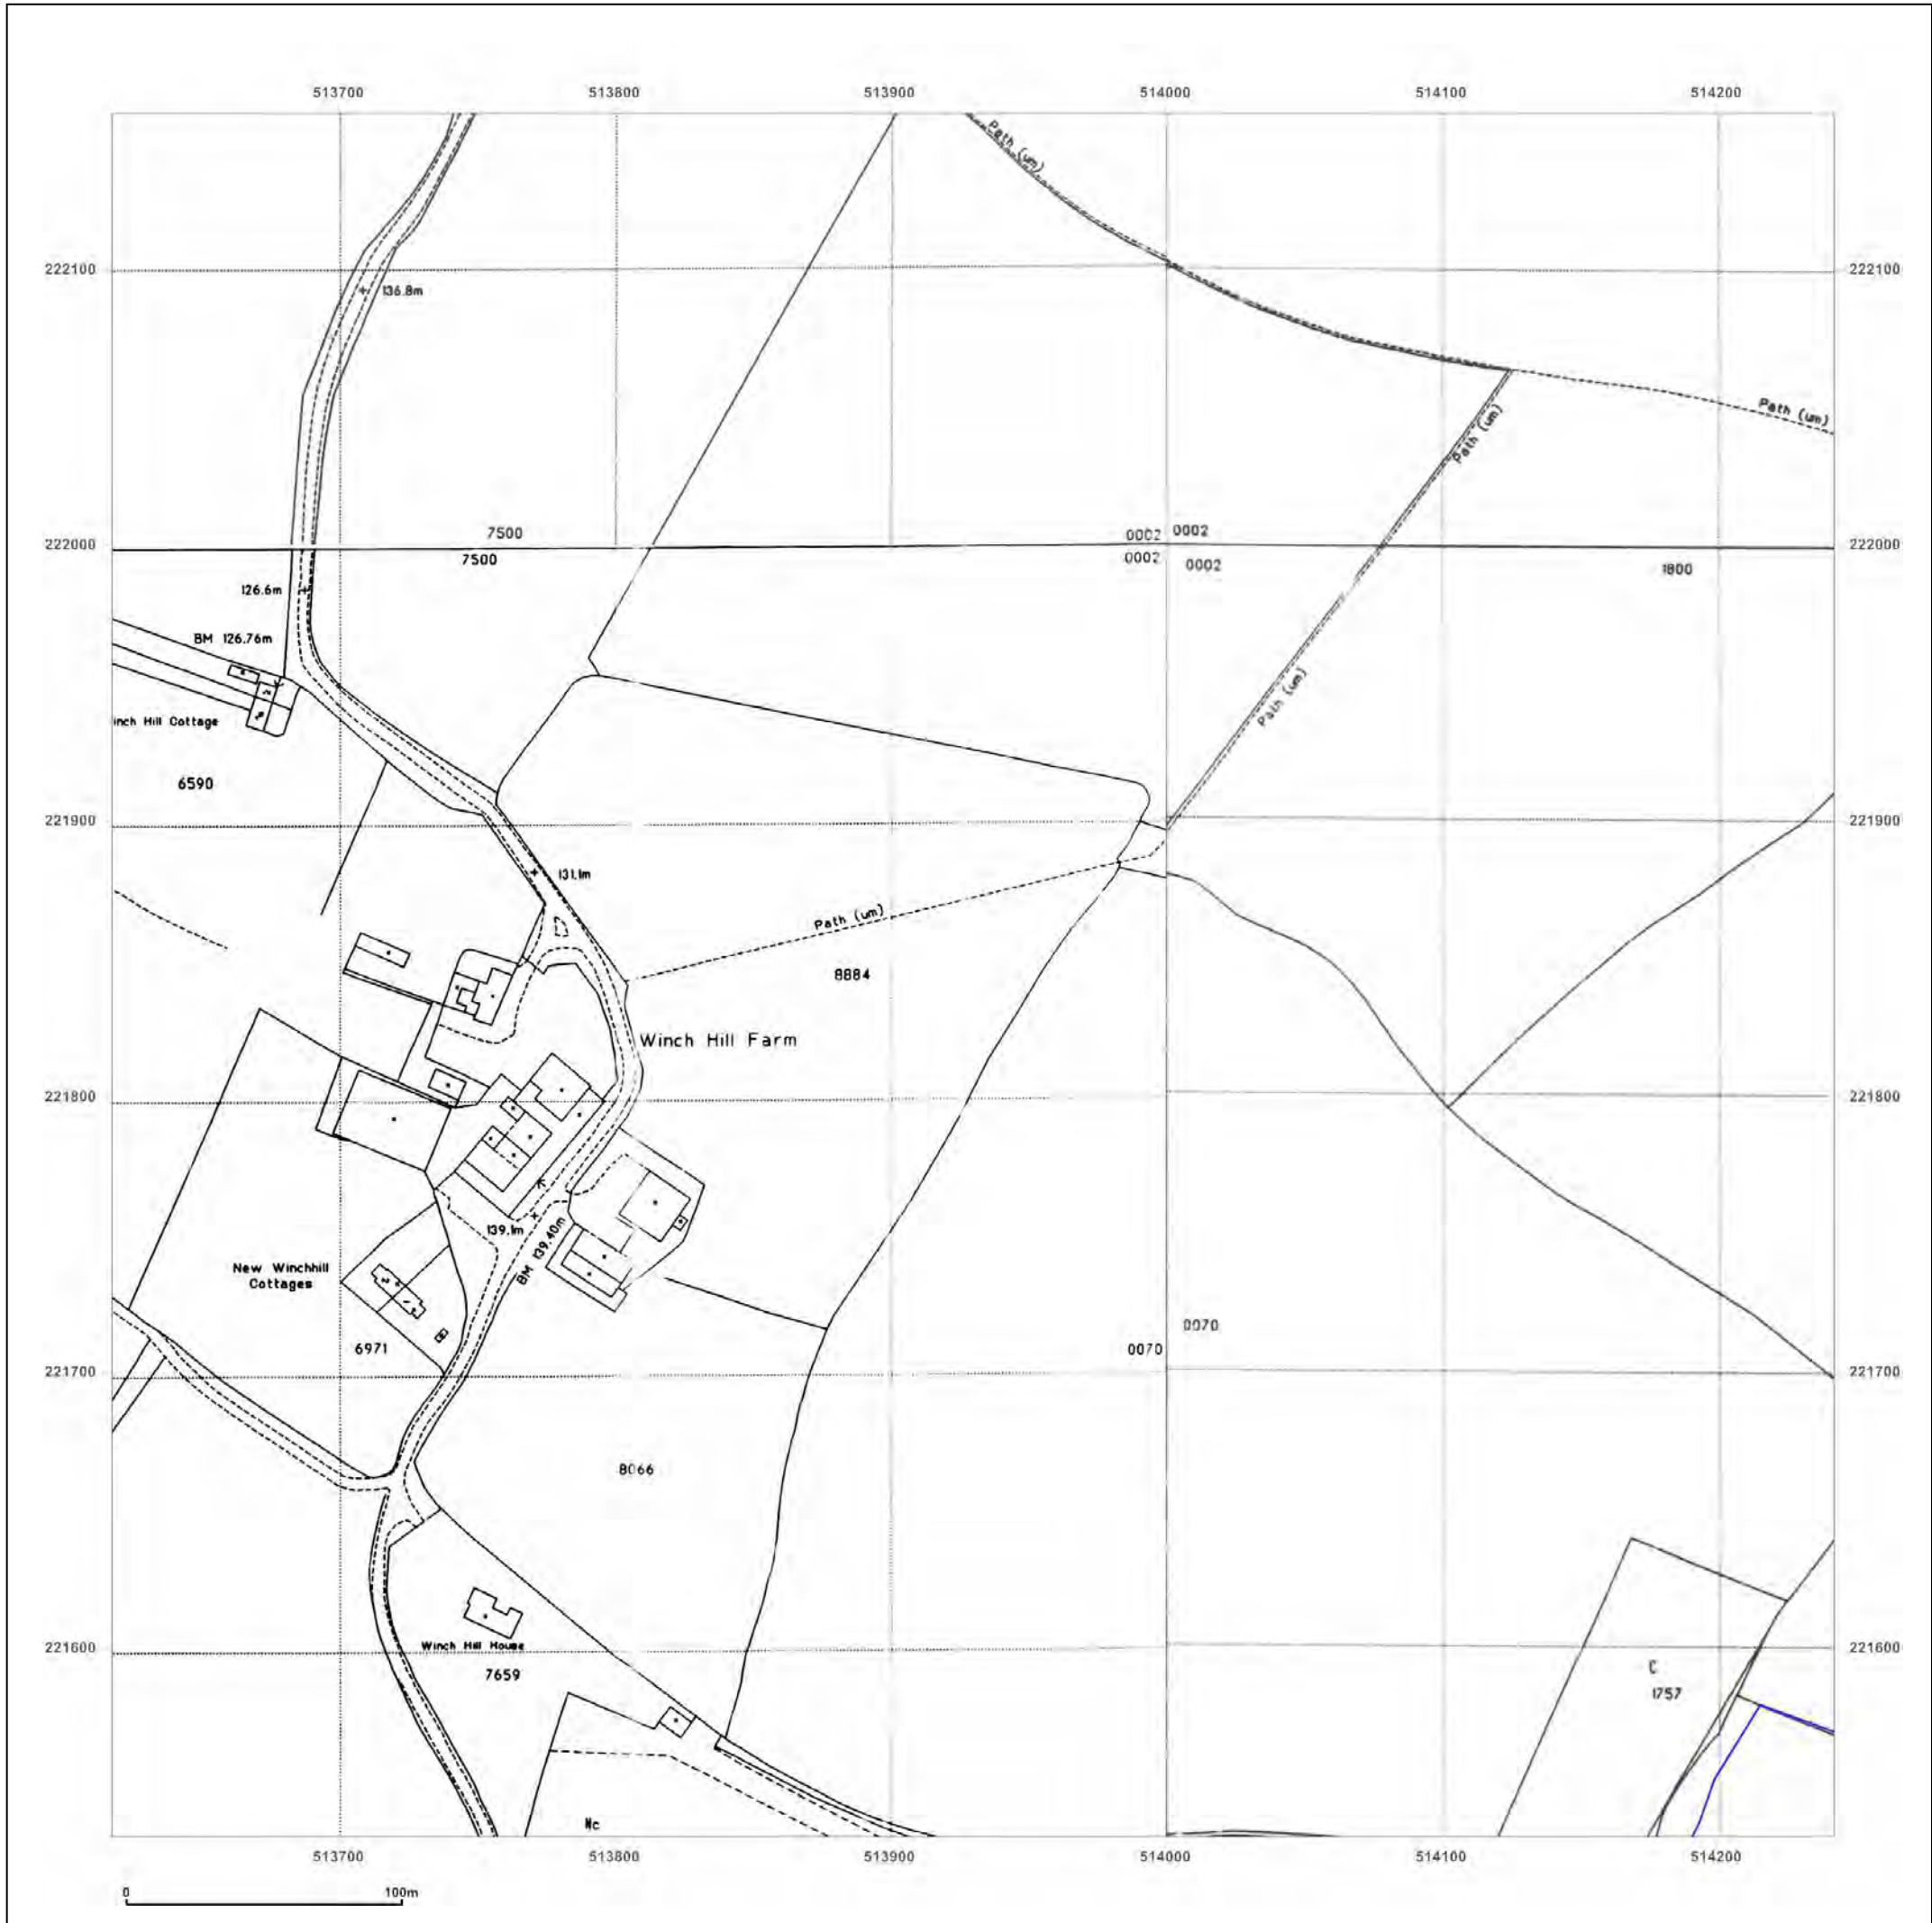 513700 513800 513900 514000 514100 514200
Path (um)
222100 222100
136.8m
Path (um)
Path (um)
7500 0002 0002
222000 222000
7500 0002 0002 1800
126.6m
BM 126.76m
Path (um)
inch Hill Cottage
6590
221900 221900
131.1m
Path (um)
8884
Winch Hill Farm
221800 221800
139.1m
BM 139.40m
New Winchhill
Cottages
0070
6971 0070
221700 221700
8066
Winch Hill House
221600 221600
7659
C
1757
Nc
513700 513800 513900 514000 514100 514200
0 100m